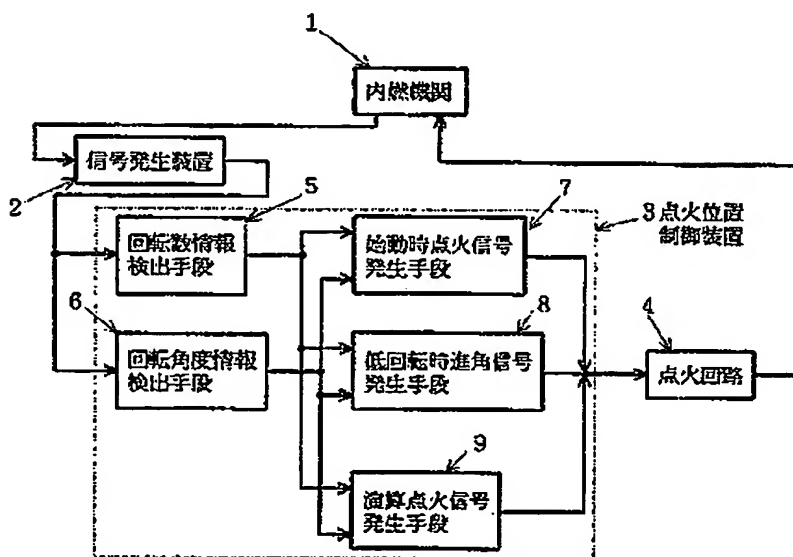 1
内燃機関
信号発生装置
2
5
7
3点火位置
制御装置
回転数情報
検出手段
始動時点火信号
発生手段
6
8
4
回転角度情報
検出手段
低回転時進角信号
発生手段
点火回路
9
演算点火信号
発生手段